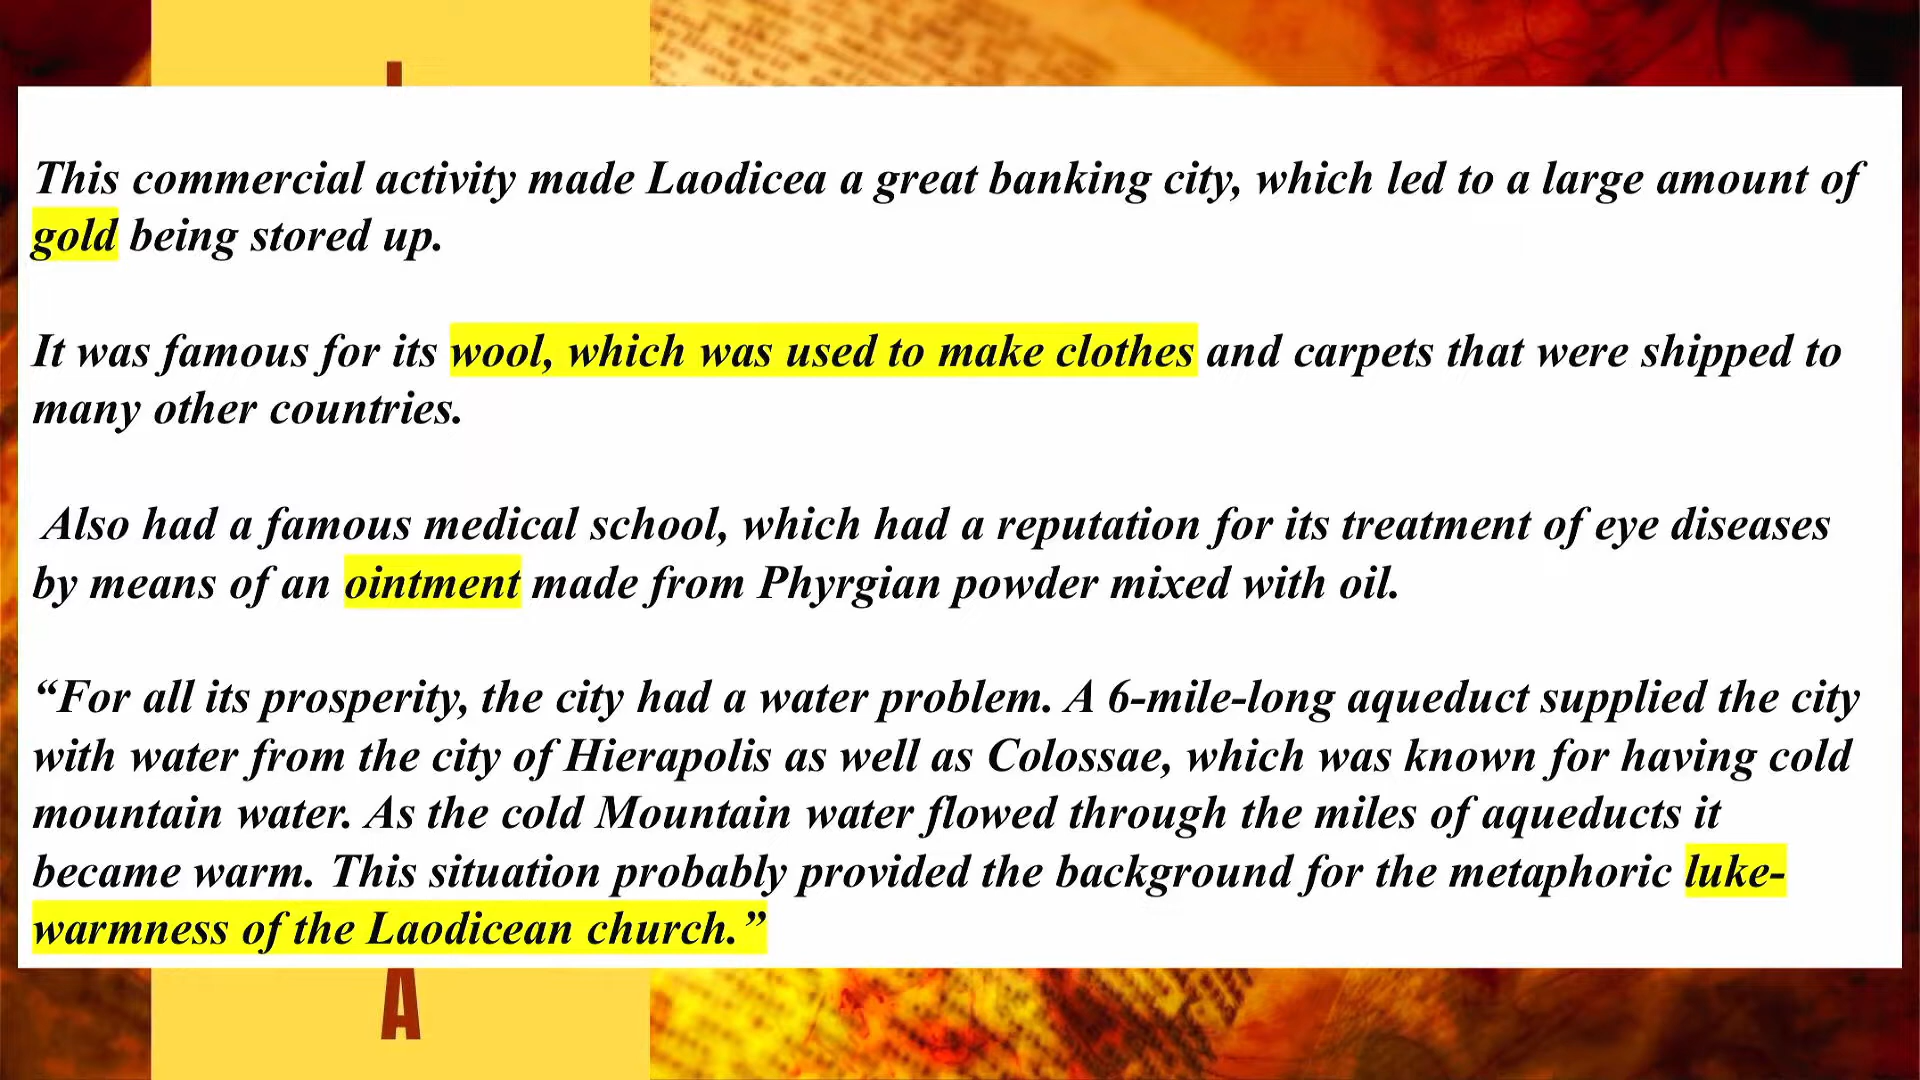 This commercial activity made Laodicea a great banking city, which led to a large amount of
gold being stored up.
It was famous for its wool, which was used to make clothes and carpets that were shipped to
many other countries.
Also had a famous medical school, which had a reputation for its treatment of eye diseases
by means of an ointment made from Phyrgian powder mixed with oil.
“For all its prosperity, the city had a water problem. A 6-mile-long aqueduct supplied the city
with water from the city of Hierapolis as well as Colossae, which was known for having cold
mountain water. As the cold Mountain water flowed through the miles of aqueducts it
became warm. This situation probably provided the background for the metaphoric luke-
warmness of the Laodicean church.”
A